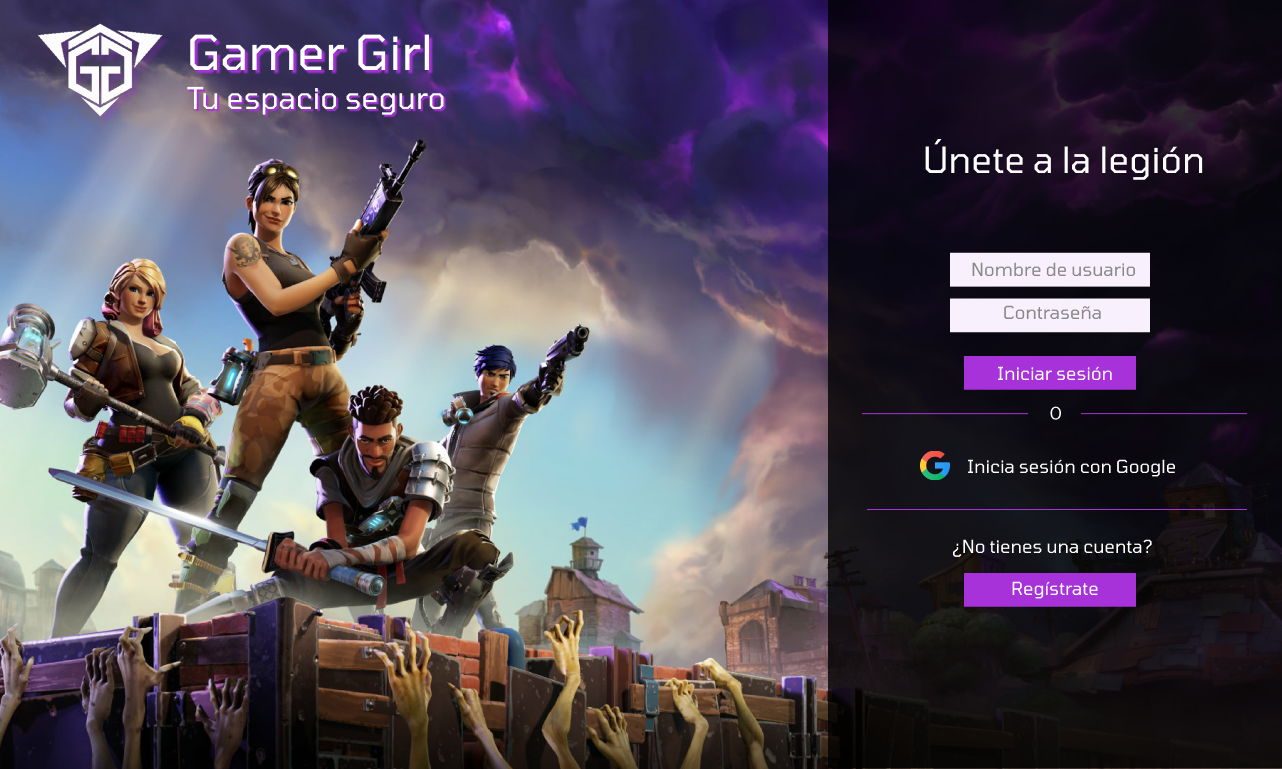 Gamer Girl
Tu espacio seguro
Únete a la legión
Nombre de usuario
Contraseña
Iniciar sesión
O
Inicia sesión con Google
¿No tienes una cuenta?
Regístrate